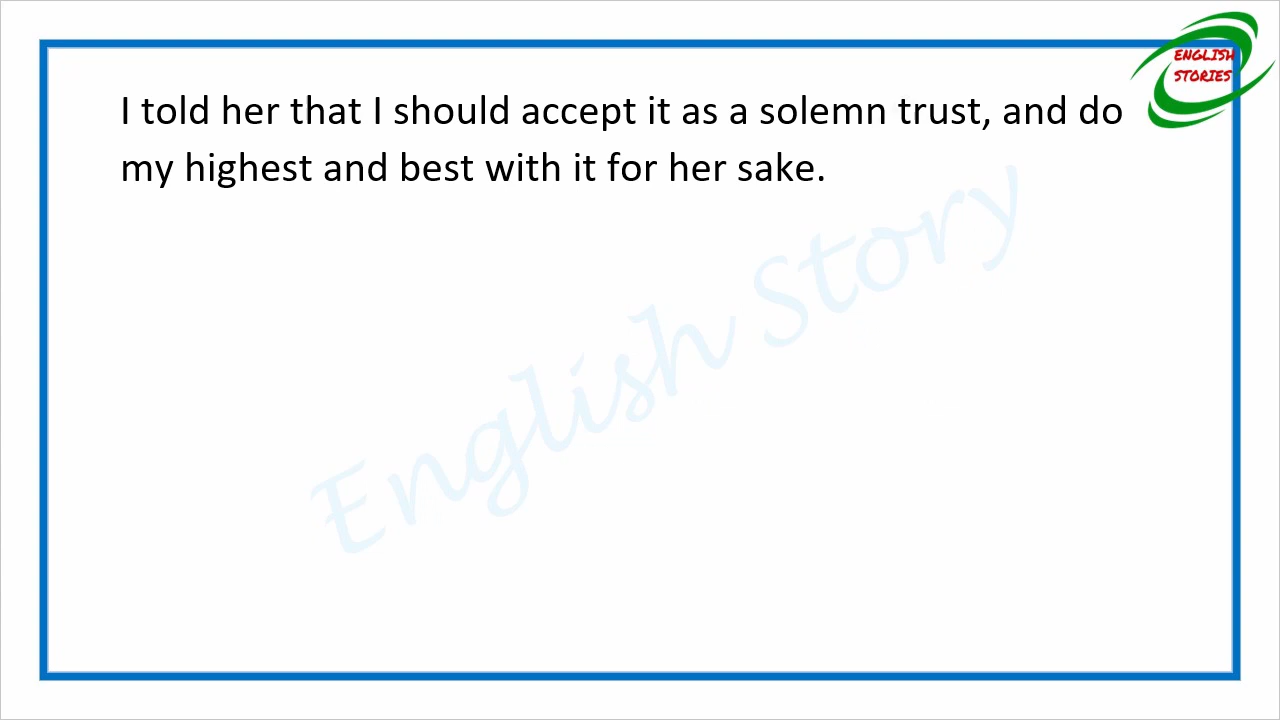 ENGLISH
STORIES
I told her that I should accept it as a solemn trust, and do
my highest and best with it for her sake.
English Story